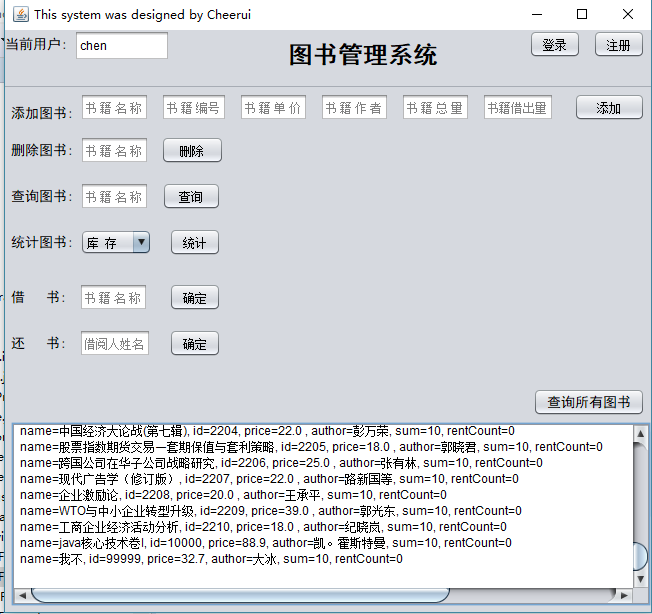 This system was designed by Cheerui
当前用户： chen 图书管理系统 登录 注册
添加图书： 书籍名称 书籍编号 书籍单价 书籍作者 书籍总量 书籍借出量 添加
删除图书： 书籍名称 删除
查询图书： 书籍名称 查询
统计图书： 库存 统计
借 书： 书籍名称 确定
还 书： 借阅人姓名 确定
查询所有图书
name=中国经济大论战(第七辑), id=2204, price=22.0 , author=彭万荣, sum=10, rentCount=0
name=股票指数期货交易—套期保值与套利策略, id=2205, price=18.0 , author=郭晓君, sum=10, rentCount=0
name=跨国公司在华子公司战略研究, id=2206, price=25.0 , author=张有林, sum=10, rentCount=0
name=现代广告学（修订版）, id=2207, price=22.0 , author=路新国等, sum=10, rentCount=0
name=企业激励论, id=2208, price=20.0 , author=王承平, sum=10, rentCount=0
name=WTO与中小企业转型升级, id=2209, price=39.0 , author=郭光东, sum=10, rentCount=0
name=工商企业经济活动分析, id=2210, price=18.0 , author=纪晓岚, sum=10, rentCount=0
name=java核心技术卷I, id=10000, price=88.9, author=凯。霍斯特曼, sum=10, rentCount=0
name=我不, id=99999, price=32.7, author=大冰, sum=10, rentCount=0